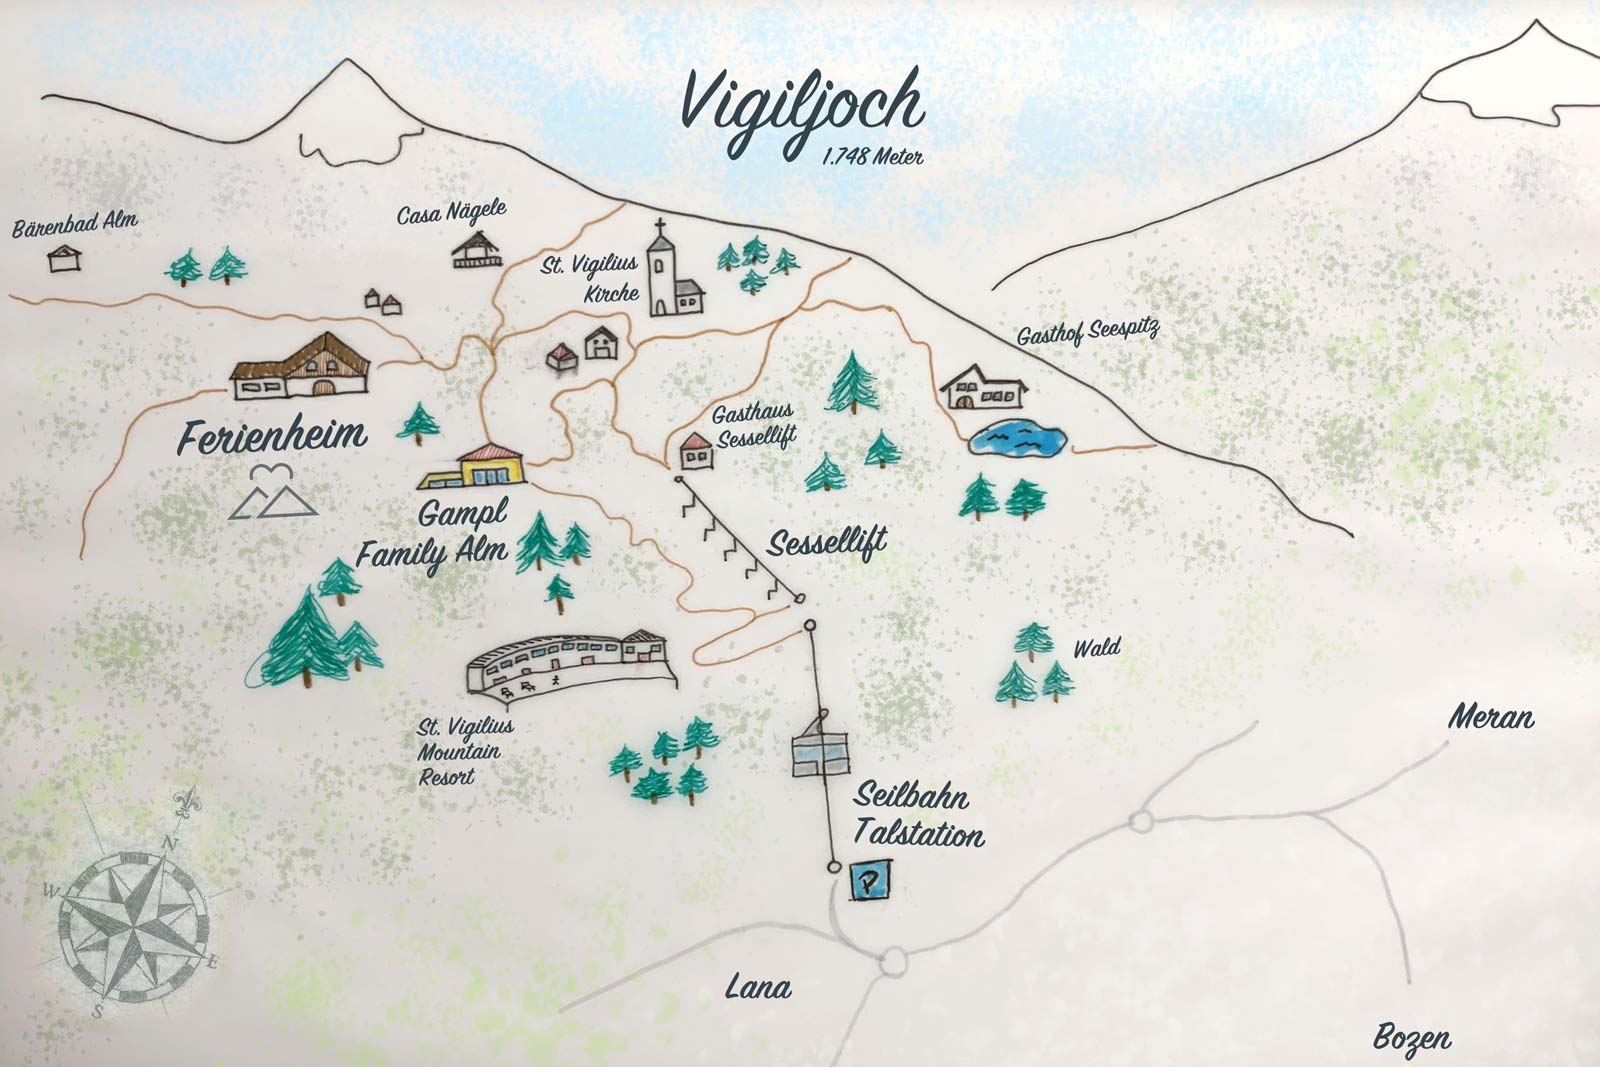 Vigiljoch
1.748 Meter
Bärenbad Alm
Casa Nägele
St. Vigilius
Kirche
Gasthof Seespitz
Ferienheim
Gasthaus
Sessellift
Gampl
Family Alm
Sessellift
Wald
St. Vigilius
Mountain
Resort
Meran
Seilbahn
Talstation
P
N
W
E
S
Lana
Bozen